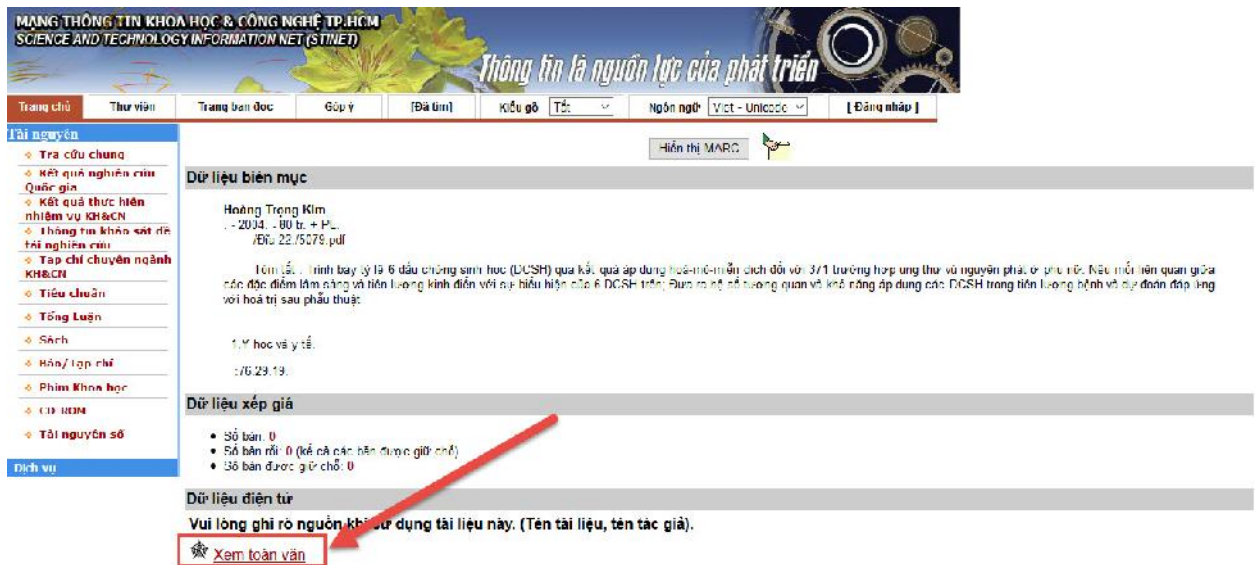 MẠNG THÔNG TIN KHOA HỌC & CÔNG NGHỆ TP.HCM
SCIENCE AND TECHNOLOGY INFORMATION NET (STINET)
Thông tin là nguồn lực của phát triển
Trang chủ Thư viện Trang bạn đọc Góp ý [Đã tìm] Kiểu gõ Tắt Ngôn ngữ Viet - Unicode [ Đăng nhập ]
Tài nguyên
Tra cứu chung
Kết quả nghiên cứu
Quốc gia
Kết quả thực hiện
nhiệm vụ KH&CN
Thông tin khảo sát đề
tài nghiên cứu
Tạp chí chuyên ngành
KH&CN
Tiêu chuẩn
Tổng Luận
Sách
Báo/Tạp chí
Phim Khoa học
CD ROM
Tài nguyên số
Dịch vụ
Hiển thị MARC
Dữ liệu biên mục
Hoàng Trọng Kim
. - 2004. - 80 tr. + PL.
/Đĩa 22./5079.pdf
Tóm tắt : Trình bày tỷ lệ 6 dấu chứng sinh học (DCSH) qua kết quả áp dụng hoá-mô-miễn dịch đối với 371 trường hợp ung thư vú nguyên phát ở phụ nữ. Nêu mối liên quan giữa
các đặc điểm lâm sàng và tiên lượng kinh điển với sự biểu hiện của 6 DCSH trên; Đưa ra hệ số tương quan và khả năng áp dụng các DCSH trong tiên lượng bệnh và dự đoán đáp ứng
với hoá trị sau phẫu thuật
1.Y học và y tế.
:76.29.19.
Dữ liệu xếp giá
Số bản: 0
Số bản rỗi: 0 (kể cả các bản được giữ chỗ)
Số bản được giữ chỗ: 0
Dữ liệu điện tử
Vui lòng ghi rõ nguồn khi sử dụng tài liệu này. (Tên tài liệu, tên tác giả).
Xem toàn văn